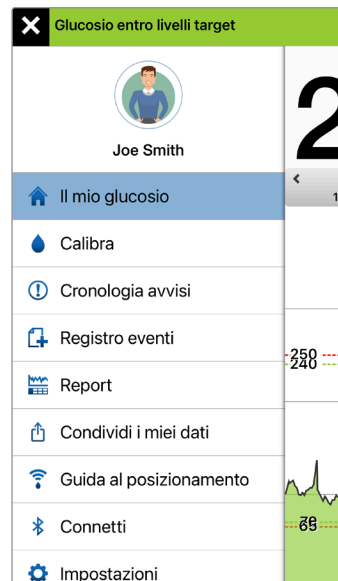 Glucosio entro livelli target
Joe Smith
2
Il mio glucosio
1
Calibra
Cronologia avvisi
Registro eventi
250
240
Report
Condividi i miei dati
Guida al posizionamento
70
65
Connetti
Impostazioni